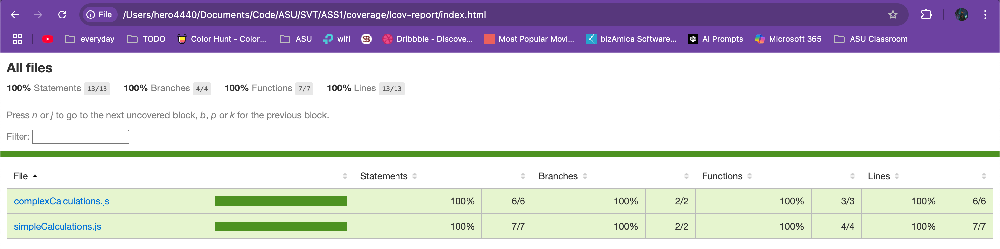 File /Users/hero4440/Documents/Code/ASU/SVT/ASS1/coverage/lcov-report/index.html
everyday TODO Color Hunt - Color... ASU wifi SB Dribbble - Discove... Most Popular Movi... bizAmica Software... AI Prompts Microsoft 365 ASU Classroom
All files
100% Statements 13/13 100% Branches 4/4 100% Functions 7/7 100% Lines 13/13
Press n or j to go to the next uncovered block, b, p or k for the previous block.
Filter:
File Statements Branches Functions Lines
complexCalculations.js 100% 6/6 100% 2/2 100% 3/3 100% 6/6
simpleCalculations.js 100% 7/7 100% 2/2 100% 4/4 100% 7/7